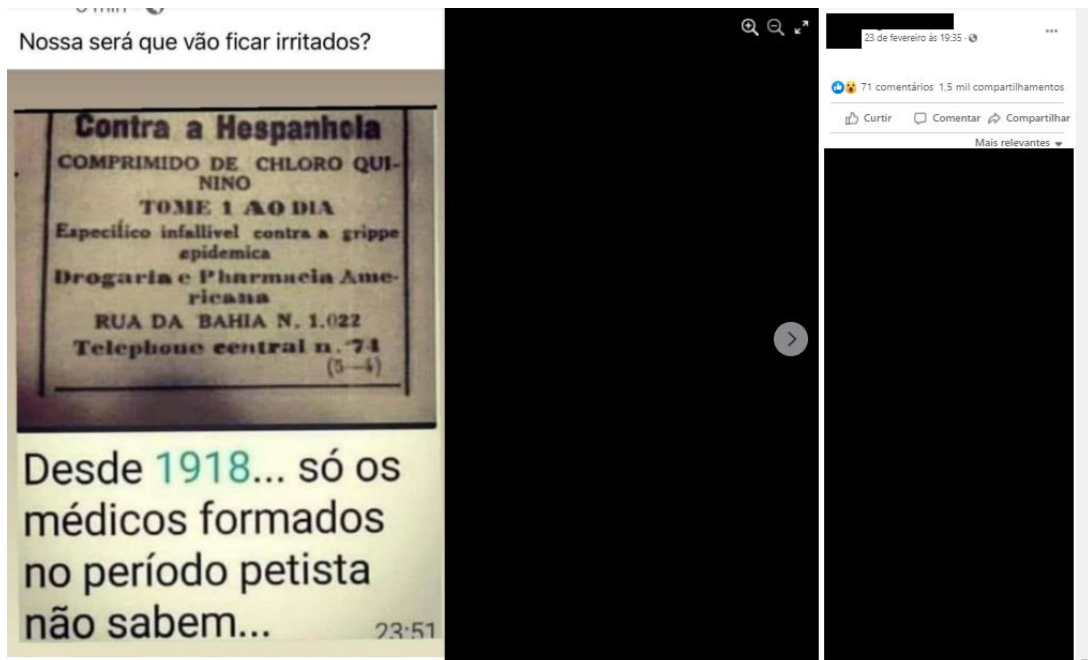 Nossa será que vão ficar irritados?
Contra a Hespanhola
COMPRIMIDO DE CHLORO QUI-
NINO
TOME 1 AO DIA
Especifico infallivel contra a grippe
epidemica
Drogaria e Pharmacia Ame-
ricana
RUA DA BAHIA N. 1.022
Telephone central n. 74
(5—4)
Desde 1918... só os
médicos formados
no período petista
não sabem...
23:51
23 de fevereiro às 19:35
71 comentários 1,5 mil compartilhamentos
Curtir Comentar Compartilhar
Mais relevantes